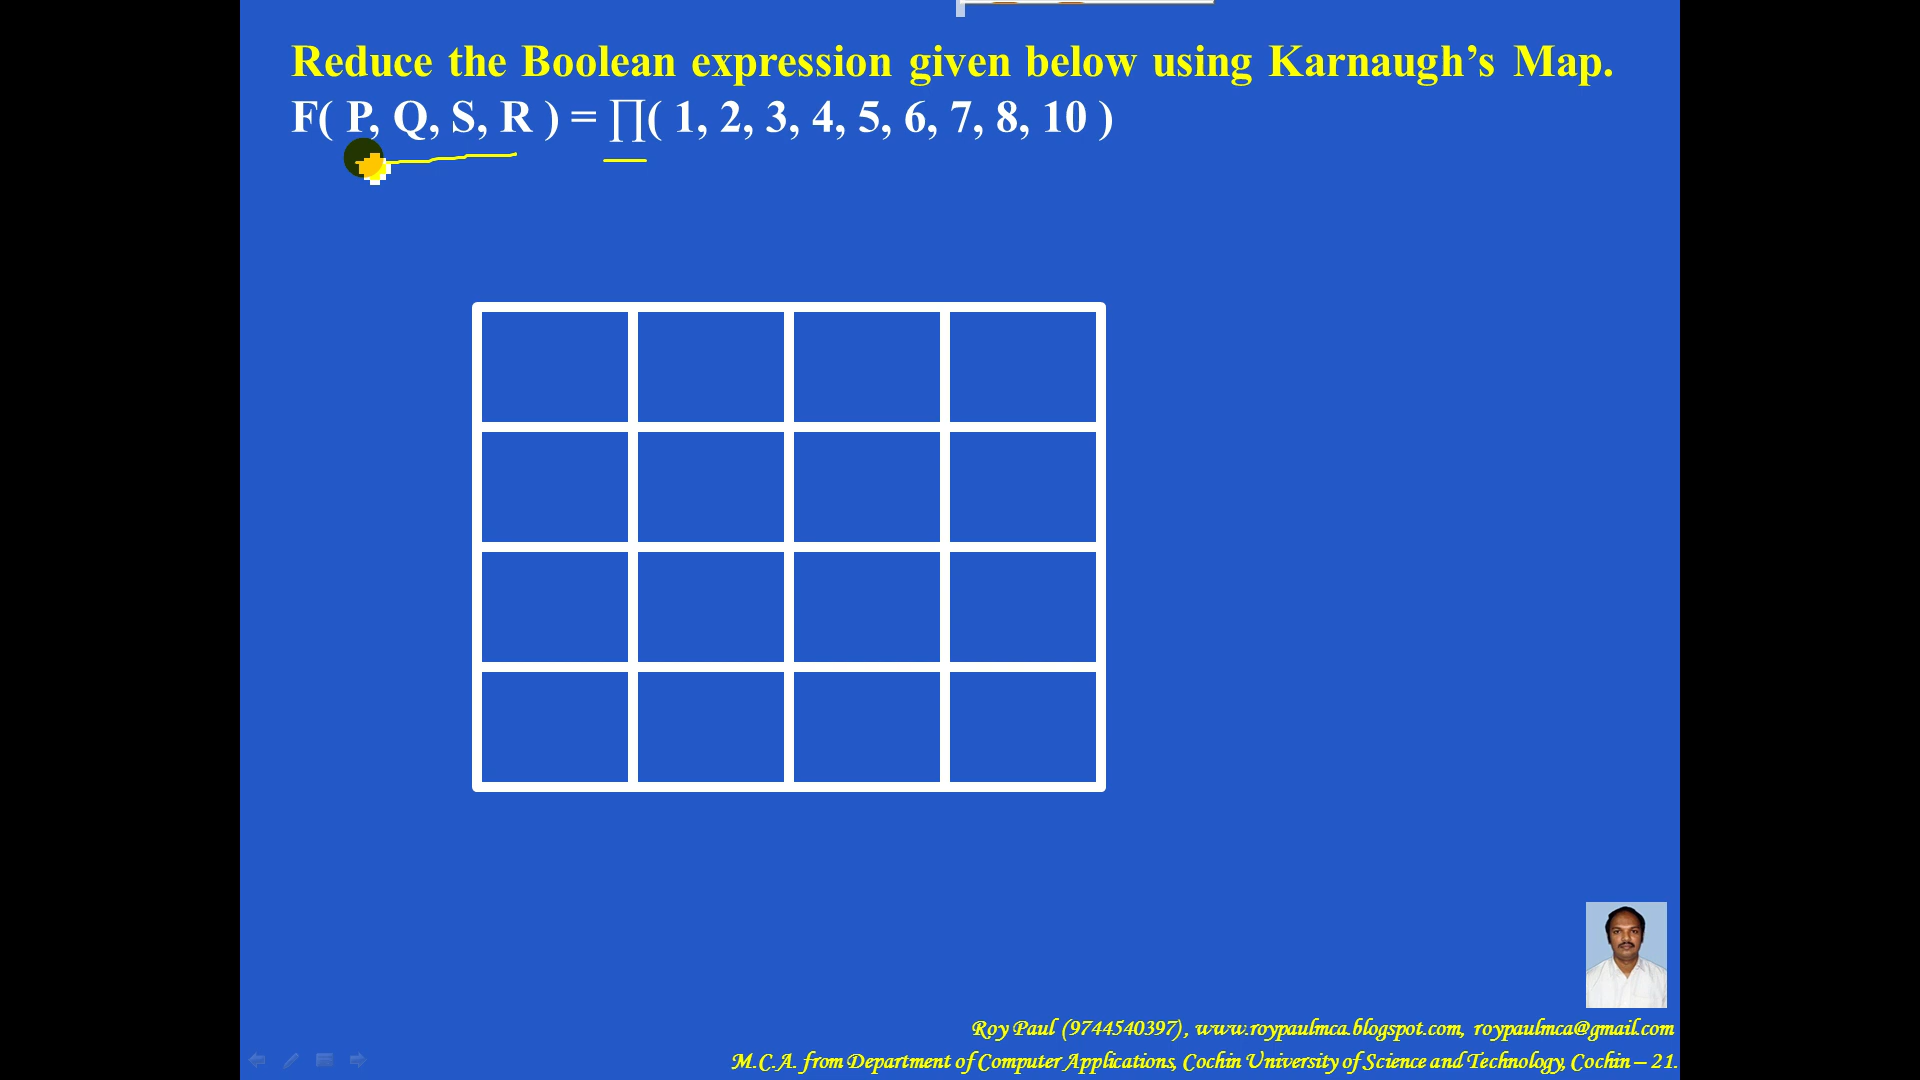 Reduce the Boolean expression given below using Karnaugh’s Map.
F( P, Q, S, R ) = ∏( 1, 2, 3, 4, 5, 6, 7, 8, 10 )
Roy Paul (9744540397), www.roypaulmca.blogspot.com, roypaulmca@gmail.com
M.C.A. from Department of Computer Applications, Cochin University of Science and Technology, Cochin – 21.